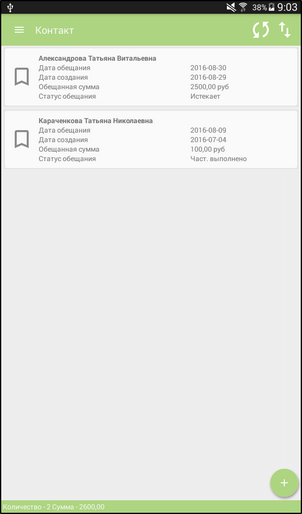 38% 9:03
Контакт
Александрова Татьяна Витальевна
Дата обещания 2016-08-30
Дата создания 2016-08-29
Обещанная сумма 2500,00 руб
Статус обещания Истекает
Караченкова Татьяна Николаевна
Дата обещания 2016-08-09
Дата создания 2016-07-04
Обещанная сумма 100,00 руб
Статус обещания Част. выполнено
Количество - 2 Сумма - 2600,00